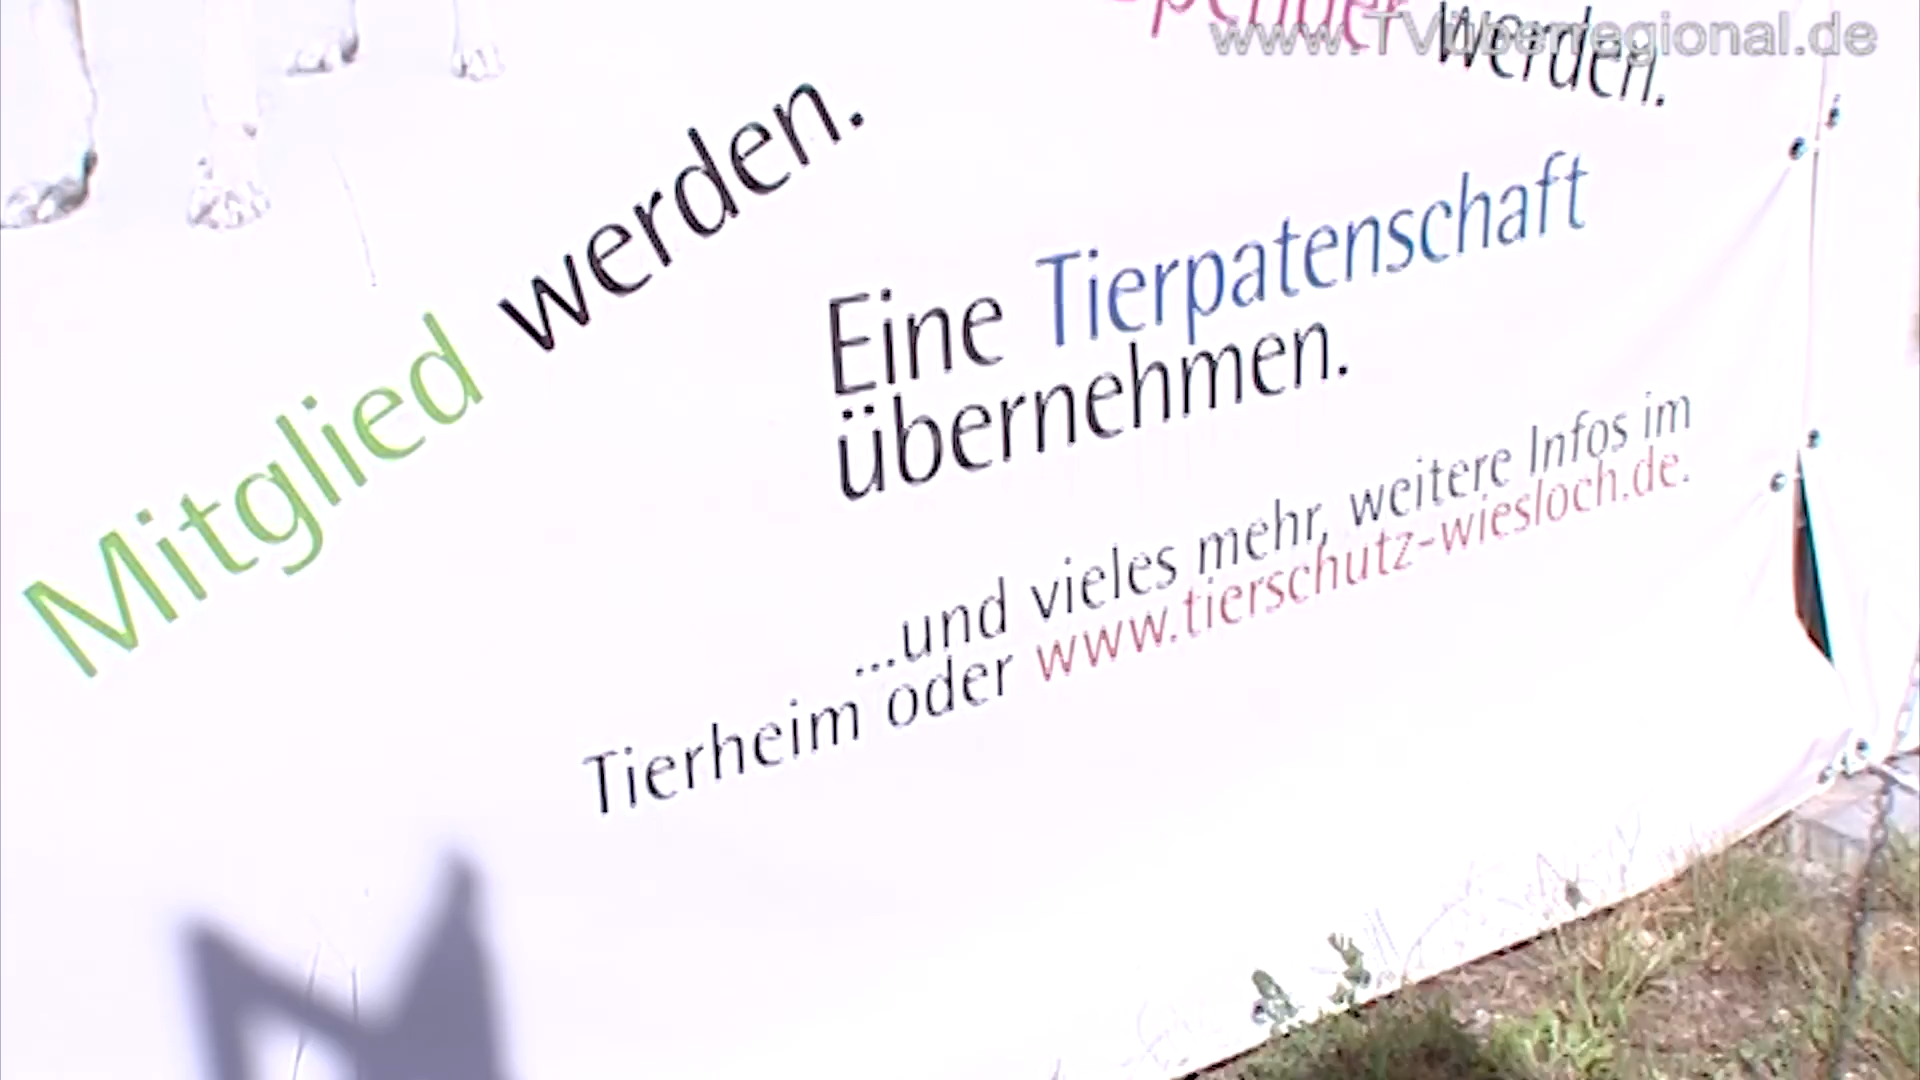 www.TVüberregional.de
Spender werden.
Mitglied werden.
Eine Tierpatenschaft
übernehmen.
...und vieles mehr, weitere Infos im
Tierheim oder www.tierschutz-wiesloch.de.